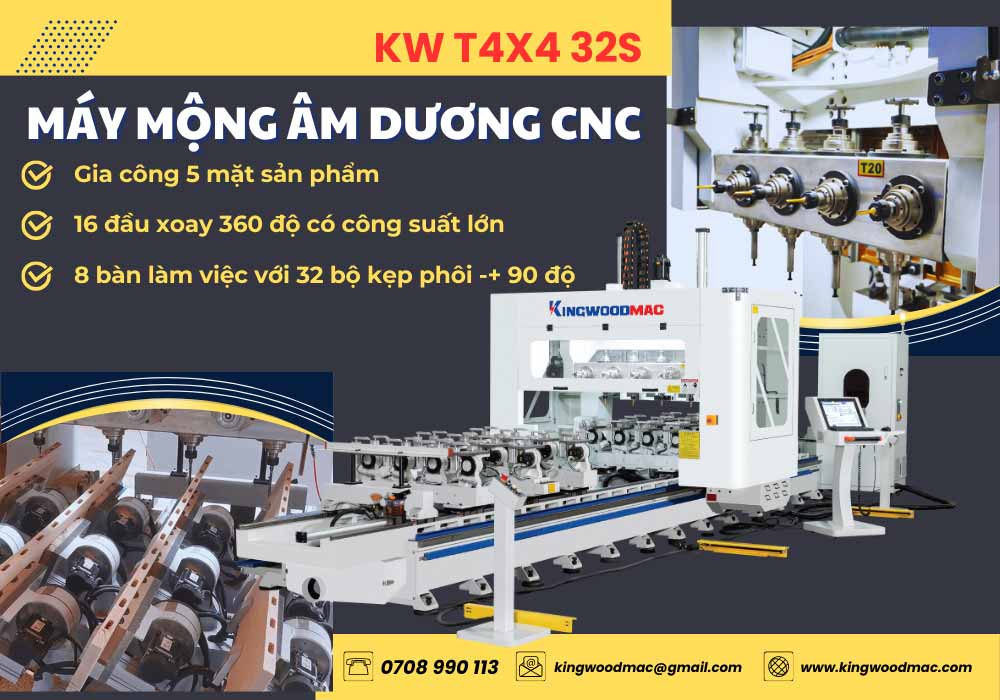 KW T4X4 32S
MÁY MỘNG ÂM DƯƠNG CNC
Gia công 5 mặt sản phẩm
16 đầu xoay 360 độ có công suất lớn
8 bàn làm việc với 32 bộ kẹp phôi -+ 90 độ
T20
KINGWOODMAC
0708 990 113
kingwoodmac@gmail.com
www.kingwoodmac.com